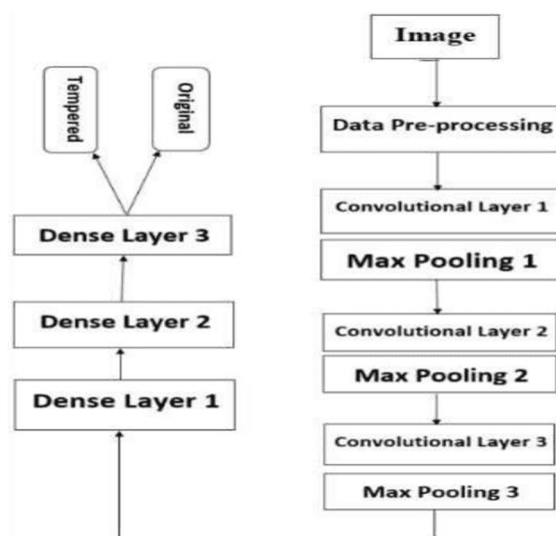 Image
Data Pre-processing
Convolutional Layer 1
Max Pooling 1
Convolutional Layer 2
Max Pooling 2
Convolutional Layer 3
Max Pooling 3
Dense Layer 1
Dense Layer 2
Dense Layer 3
Tempered
Original